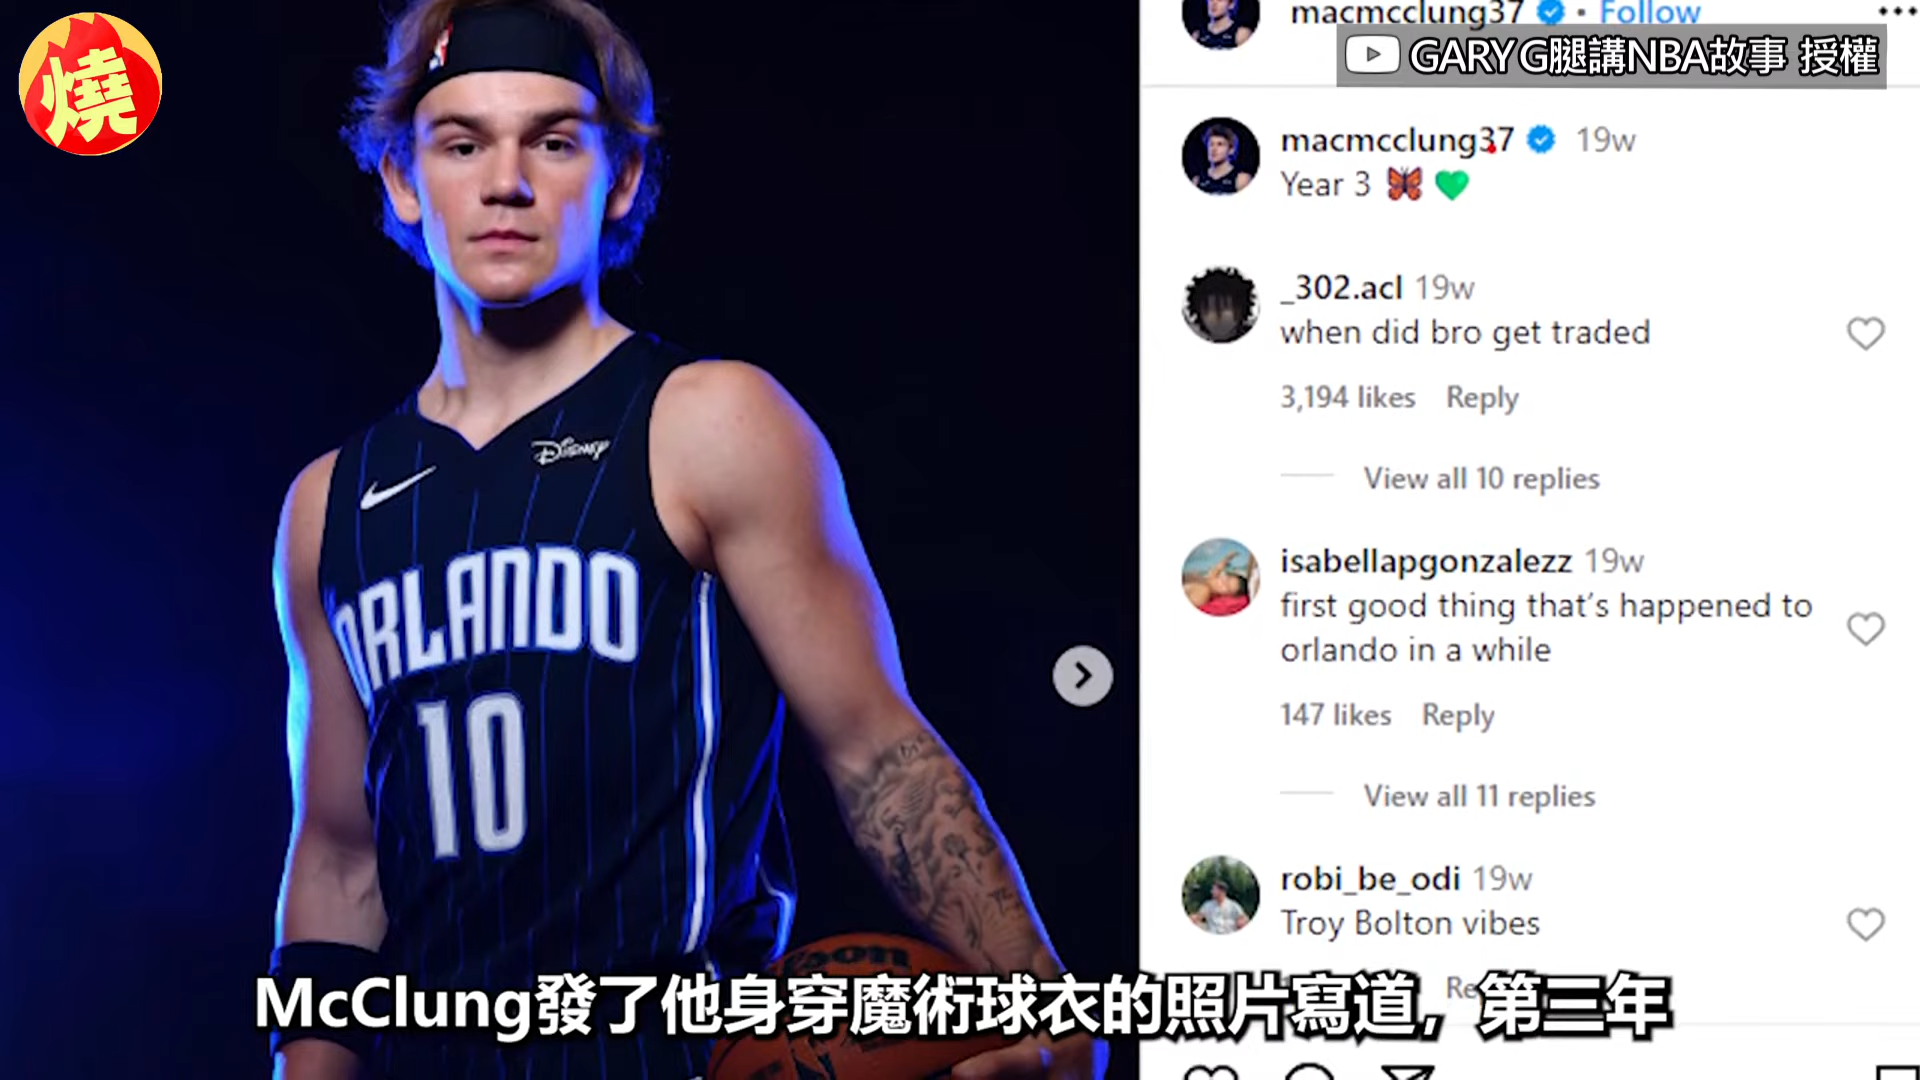 燒
macmcclung37 • Follow
GARY G腿講NBA故事 授權
macmcclung37 19w
Year 3 🦋 💚
_302.acl 19w
when did bro get traded
3,194 likes Reply
View all 10 replies
isabellapgonzalezz 19w
first good thing that's happened to
orlando in a while
147 likes Reply
View all 11 replies
robi_be_odi 19w
Troy Bolton vibes
Disney
ORLANDO
10
McClung發了他身穿魔術球衣的照片寫道，第三年